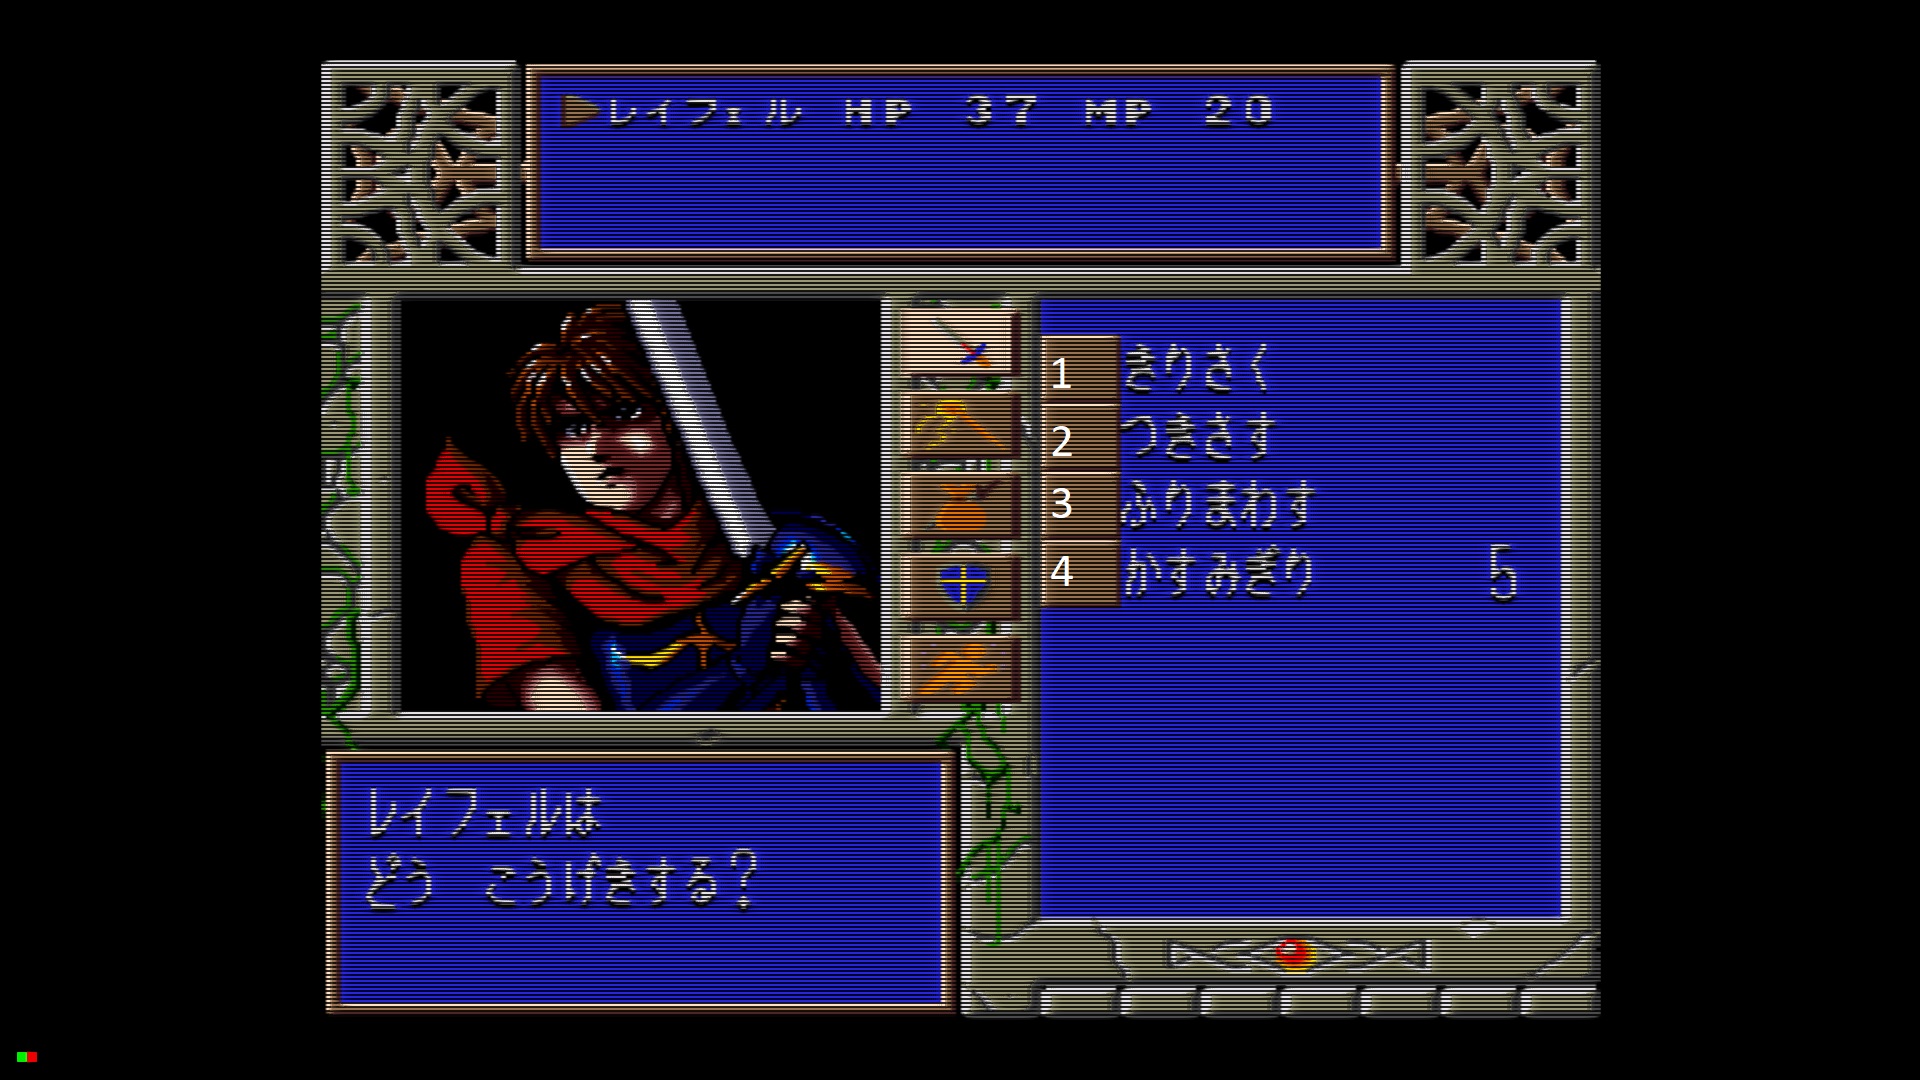 レイフェル HP 37 MP 20
1 きりさく
2 つきさす
3 ふりまわす
4 かすみぎり 5
レイフェルは
どう こうげきする?